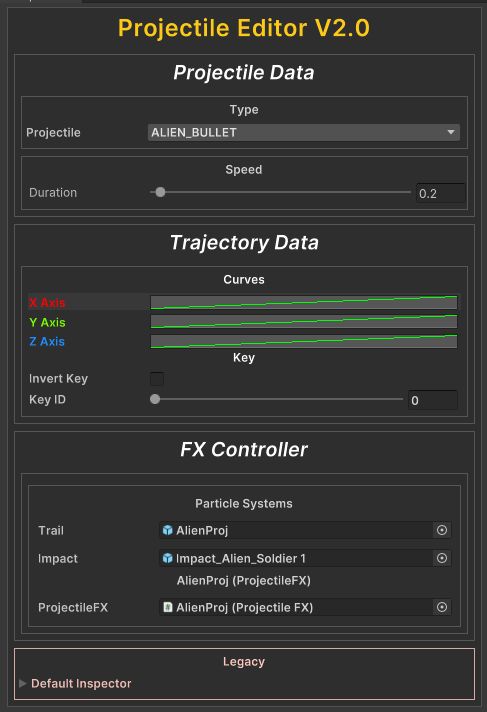 Projectile Editor V2.0
Projectile Data
Type
Projectile ALIEN_BULLET
Speed
Duration 0.2
Trajectory Data
Curves
X Axis
Y Axis
Z Axis
Key
Invert Key
Key ID 0
FX Controller
Particle Systems
Trail AlienProj
Impact Impact_Alien_Soldier 1
AlienProj (ProjectileFX)
ProjectileFX AlienProj (Projectile FX)
Legacy
Default Inspector